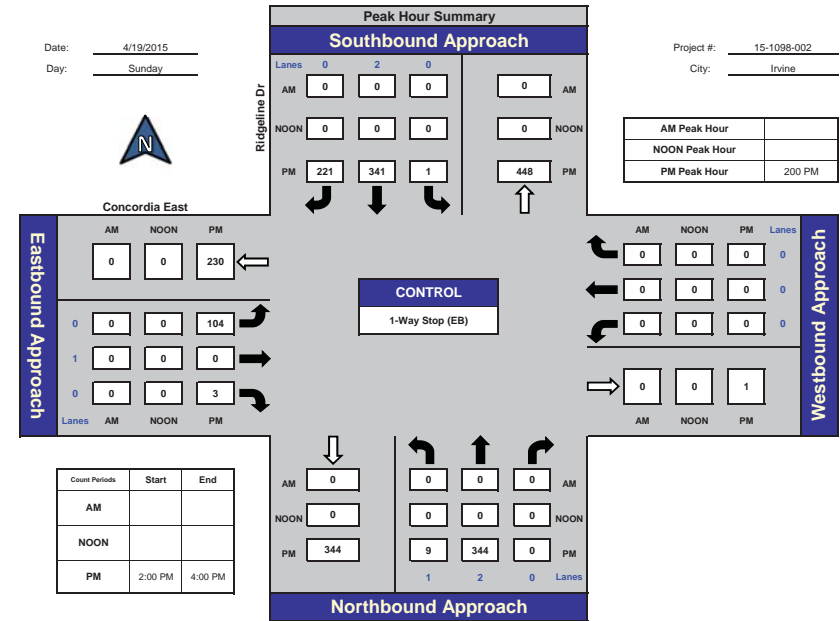 Peak Hour Summary
Southbound Approach
Date: 4/19/2015
Day: Sunday
Project #: 15-1098-002
City: Irvine
N
Ridgeline Dr
Lanes 0 2 0
AM 0 0 0 0 AM
NOON 0 0 0 0 NOON
PM 221 341 1 448 PM
AM Peak Hour
NOON Peak Hour
PM Peak Hour 200 PM
Concordia East
Eastbound Approach
AM NOON PM
0 0 230
0 0 0 104
1 0 0 0
0 0 0 3
Lanes AM NOON PM
CONTROL
1-Way Stop (EB)
Westbound Approach
AM NOON PM Lanes
0 0 0 0
0 0 0 0
0 0 0 0
0 0 1
AM NOON PM
Count Periods Start End
AM
NOON
PM 2:00 PM 4:00 PM
AM 0 0 0 0 AM
NOON 0 0 0 0 NOON
PM 344 9 344 0 PM
1 2 0 Lanes
Northbound Approach